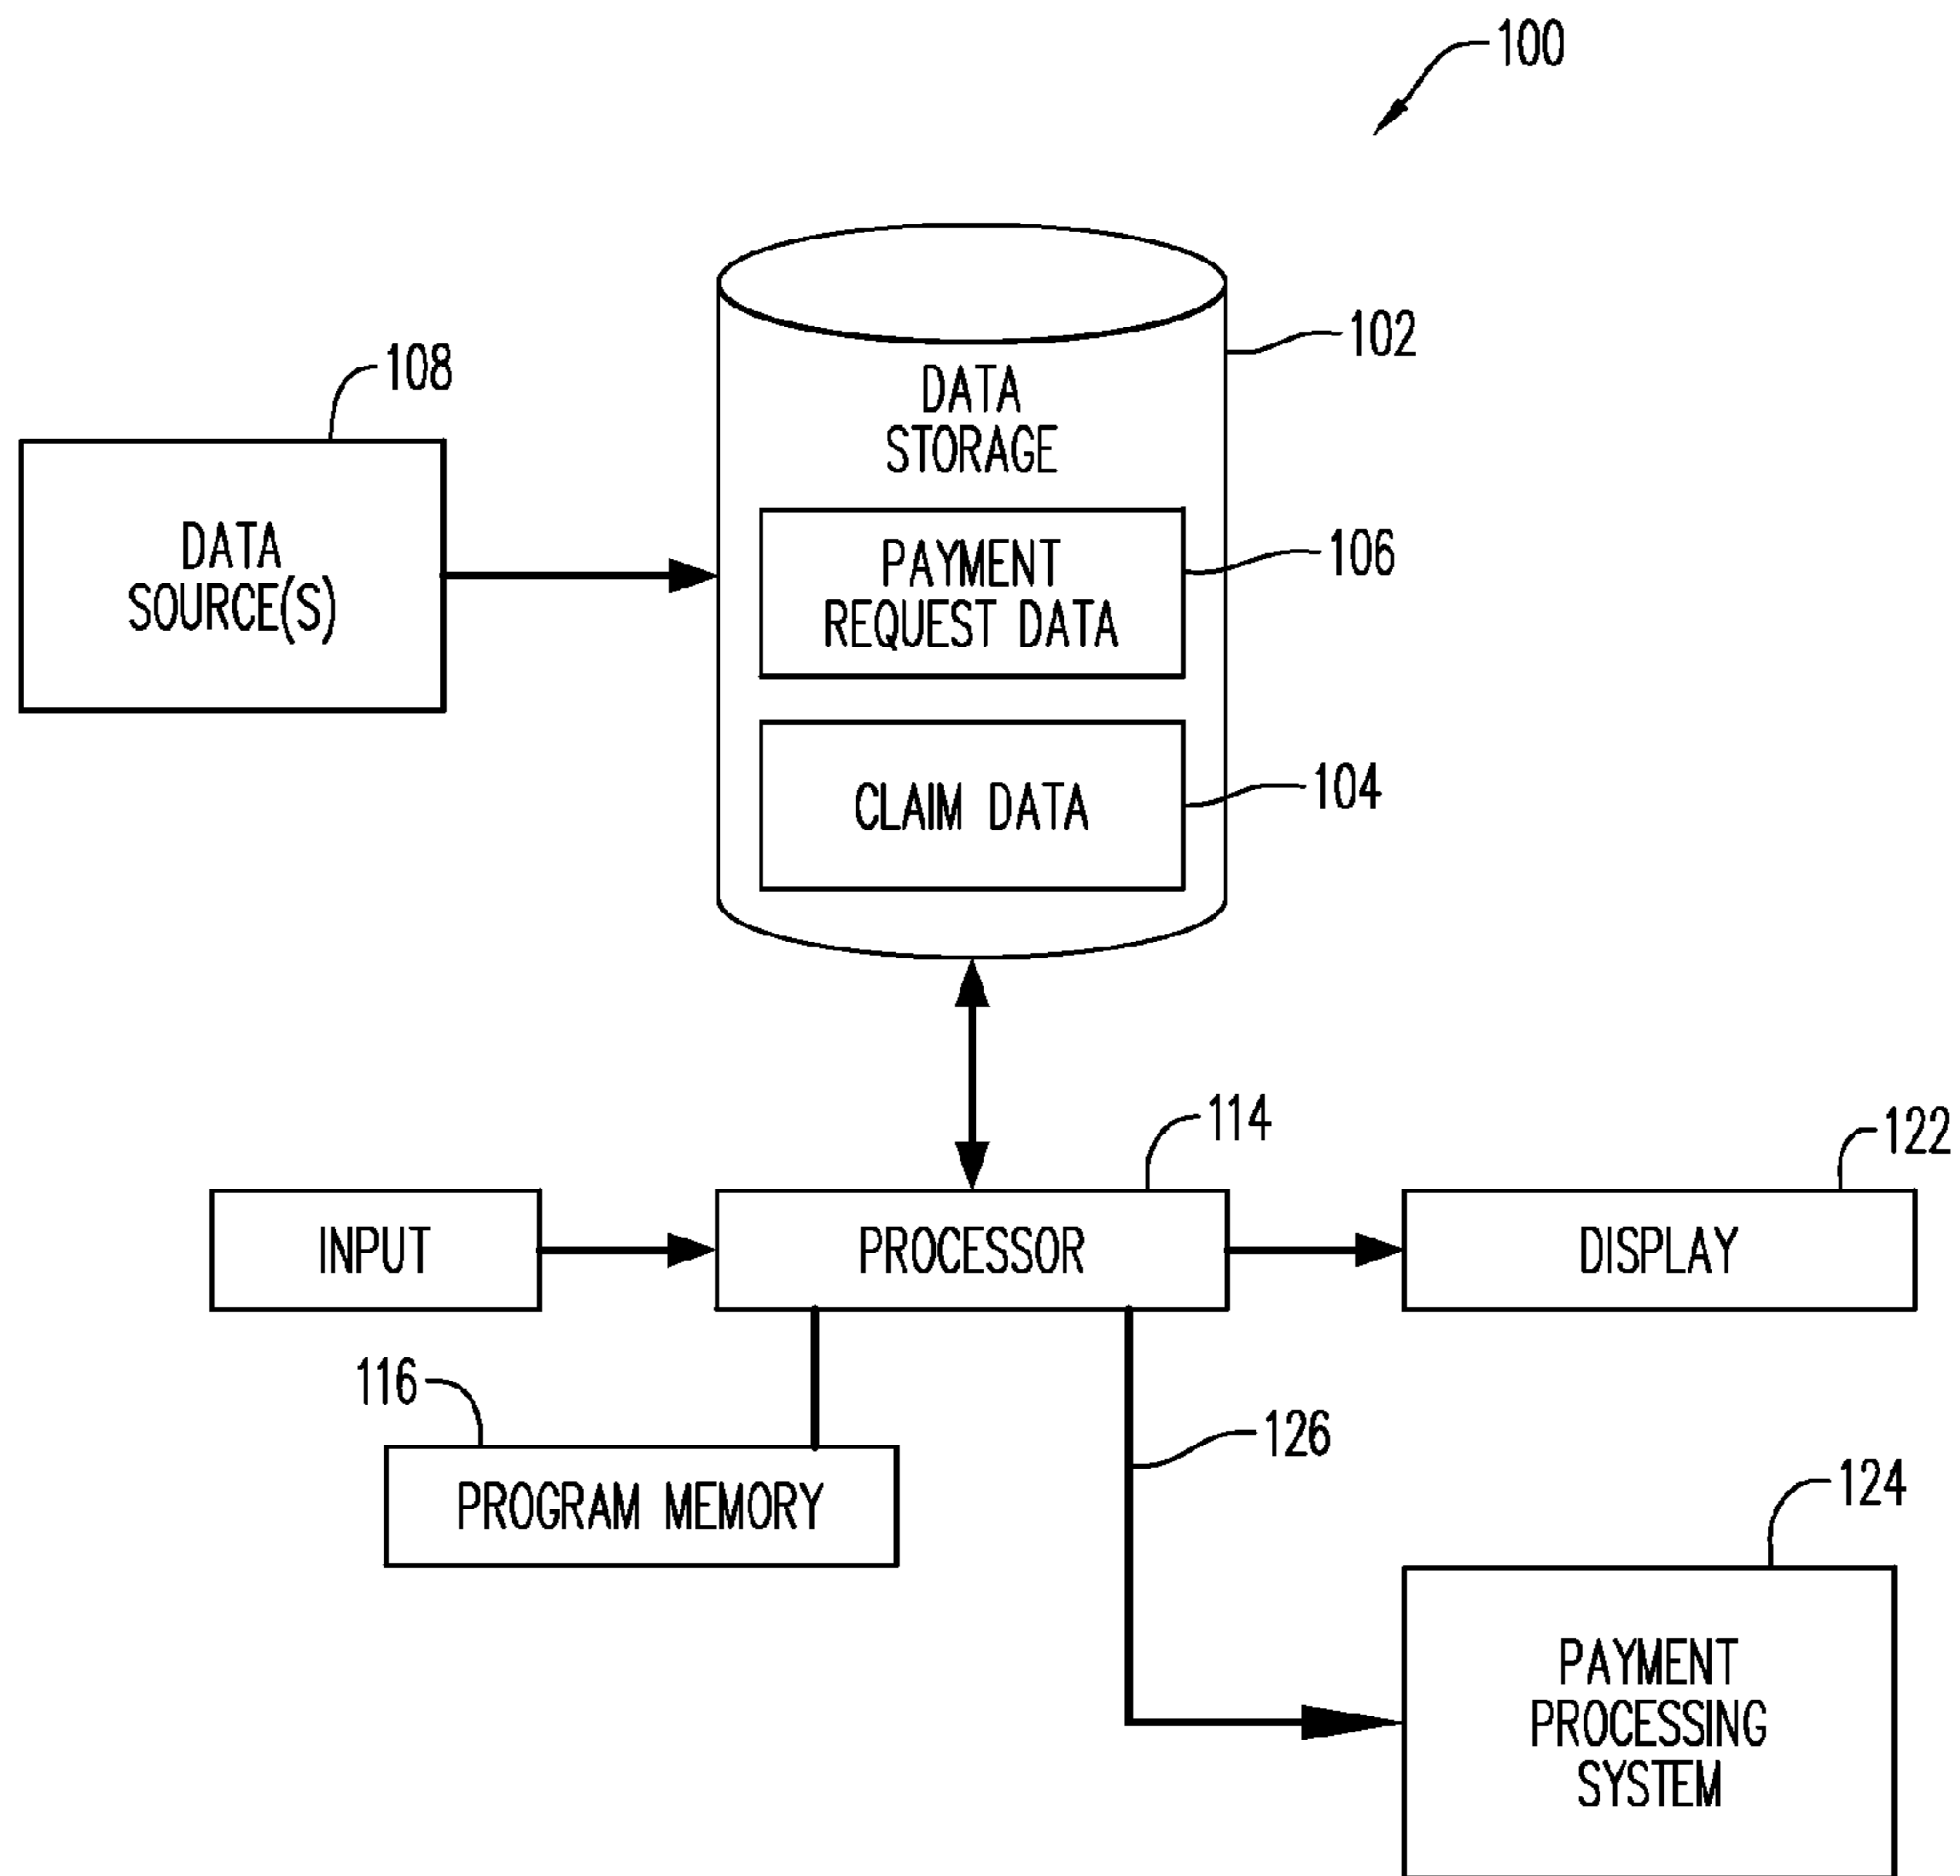 100
102
108
DATA
STORAGE
DATA
SOURCE(S)
PAYMENT
REQUEST DATA
106
CLAIM DATA
104
114
122
INPUT
PROCESSOR
DISPLAY
116
126
PROGRAM MEMORY
124
PAYMENT
PROCESSING
SYSTEM